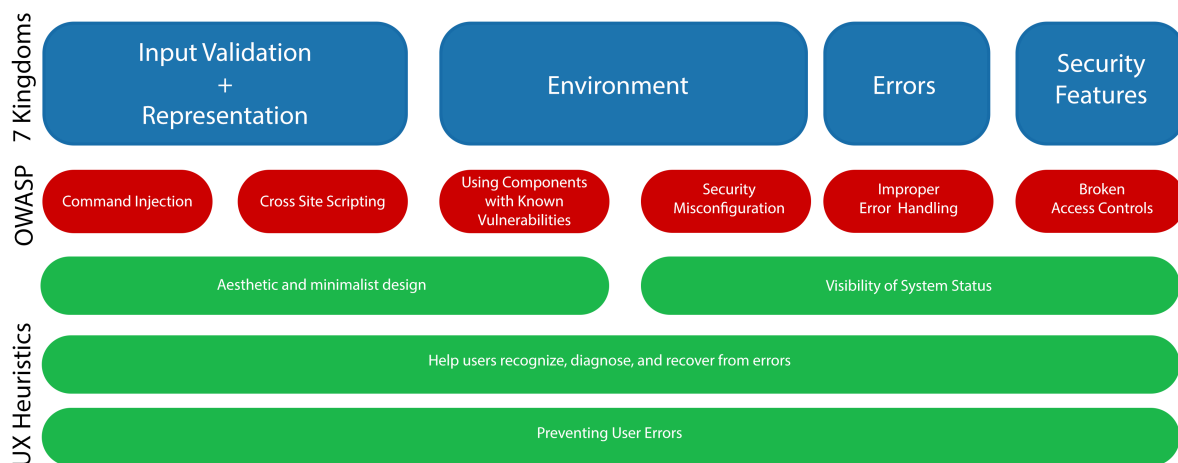 7 Kingdoms
Input Validation
+
Representation
Environment
Errors
Security
Features
OWASP
Command Injection
Cross Site Scripting
Using Components
with Known
Vulnerabilities
Security
Misconfiguration
Improper
Error Handling
Broken
Access Controls
UX Heuristics
Aesthetic and minimalist design
Visibility of System Status
Help users recognize, diagnose, and recover from errors
Preventing User Errors